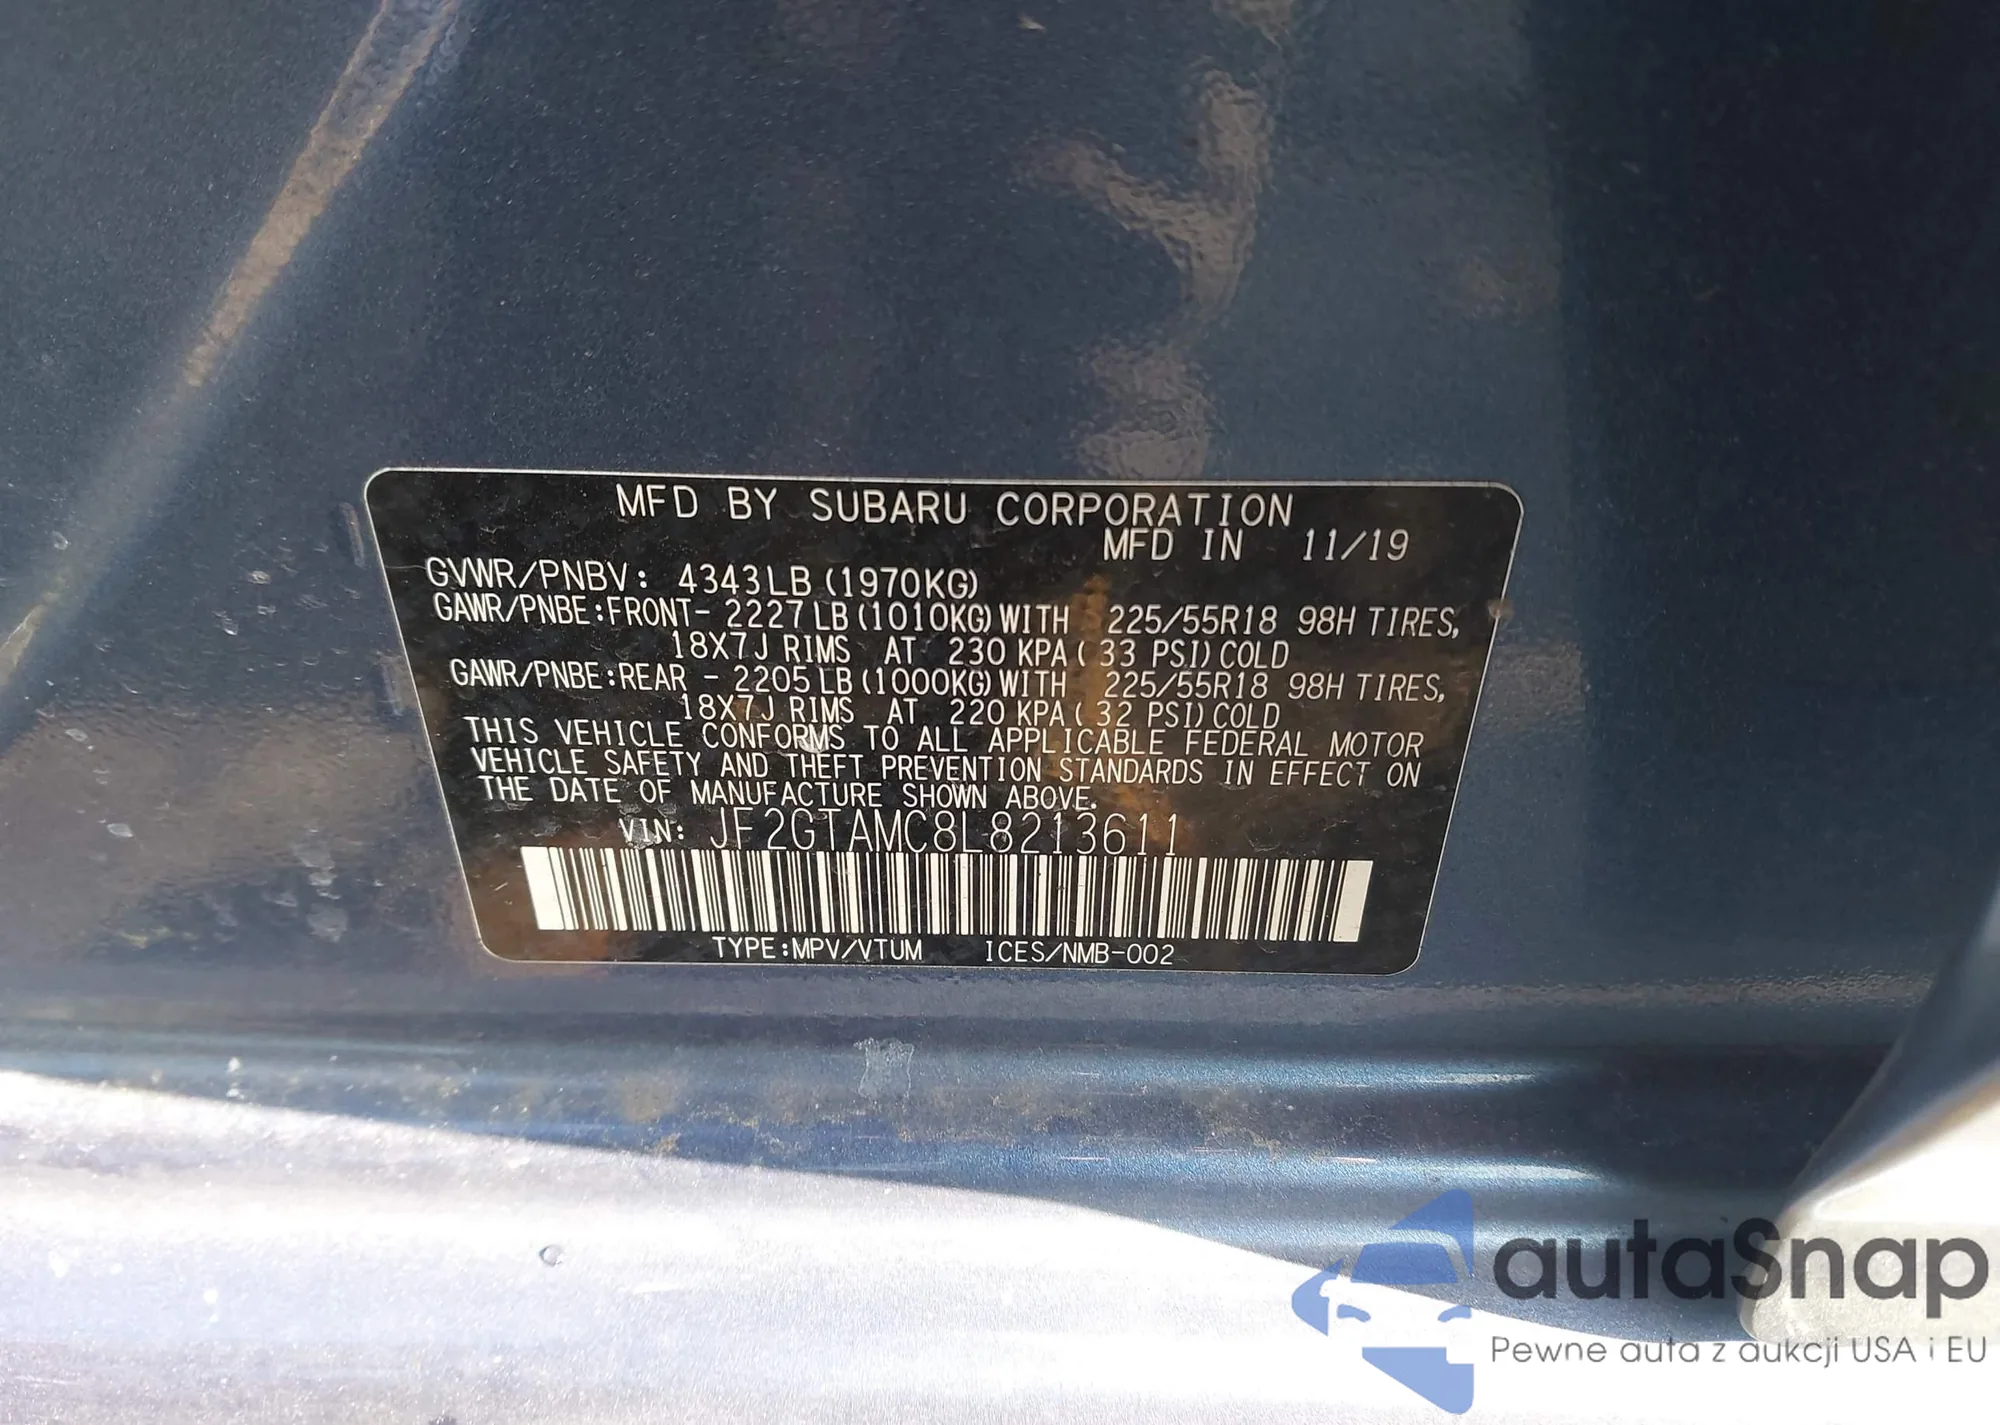 MFD BY SUBARU CORPORATION
MFD IN 11/19
GVWR/PNBV: 4343LB(1970KG)
GAWR/PNBE:FRONT- 2227LB(1010KG)WITH 225/55R18 98H TIRES,
18X7J RIMS AT 230 KPA( 33 PSI)COLD
GAWR/PNBE:REAR - 2205LB(1000KG)WITH 225/55R18 98H TIRES,
18X7J RIMS AT 220 KPA( 32 PSI)COLD
THIS VEHICLE CONFORMS TO ALL APPLICABLE FEDERAL MOTOR
VEHICLE SAFETY AND THEFT PREVENTION STANDARDS IN EFFECT ON
THE DATE OF MANUFACTURE SHOWN ABOVE.
VIN: JF2GTAMC8L8213611
TYPE:MPV/VTUM ICES/NMB-002
autaSnap
Pewne auta z aukcji USA i EU